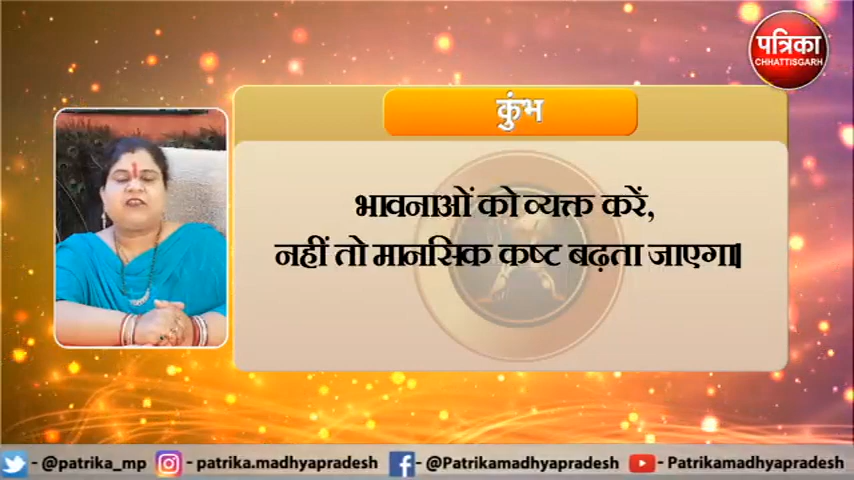 पत्रिका
CHHATTISGARH
कुंभ
भावनाओं को व्यक्त करें,
नहीं तो मानसिक कष्ट बढ़ता जाएगा।
- @patrika_mp - patrika.madhyapradesh - @Patrikamadhyapradesh - Patrikamadhyapradesh